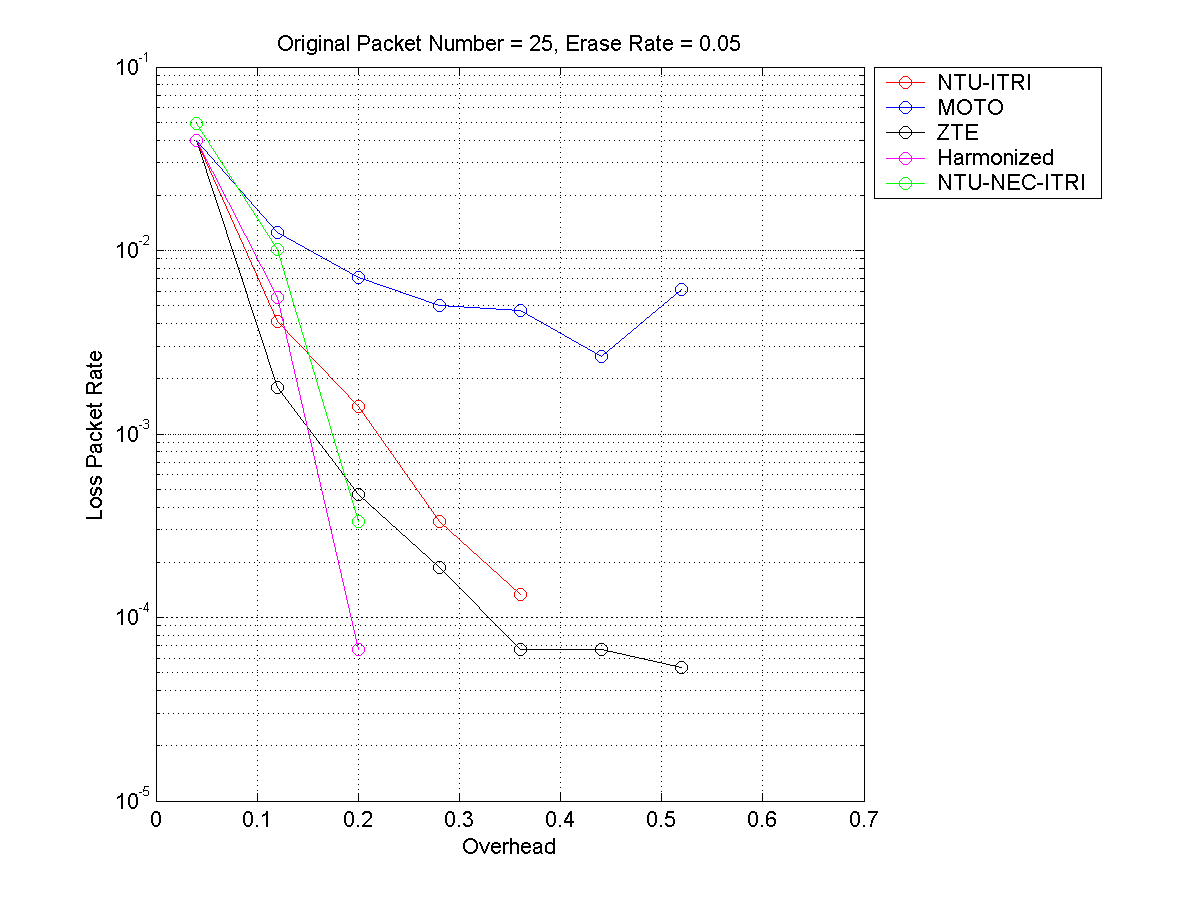 Original Packet Number = 25, Erase Rate = 0.05
NTU-ITRI
MOTO
ZTE
Harmonized
NTU-NEC-ITRI
10^-1
10^-2
10^-3
10^-4
10^-5
Loss Packet Rate
0 0.1 0.2 0.3 0.4 0.5 0.6 0.7
Overhead